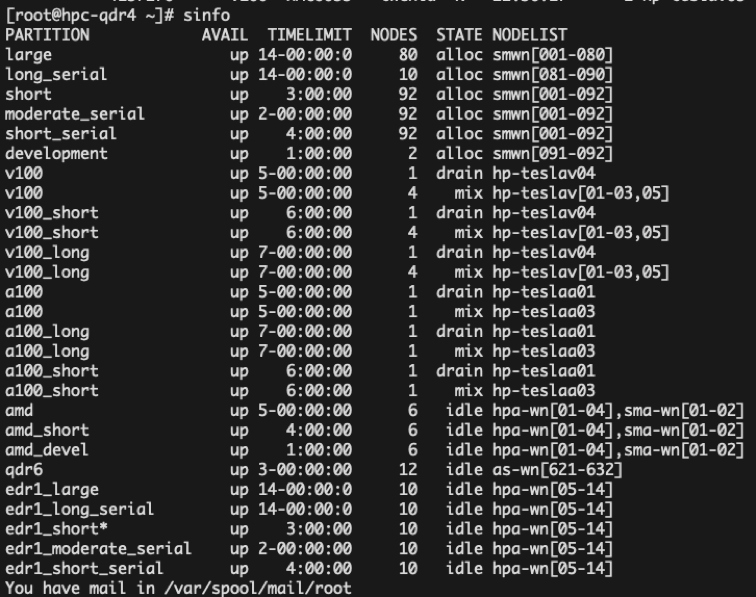 [root@hpc-qdr4 ~]# sinfo
PARTITION AVAIL TIMELIMIT NODES STATE NODELIST
large up 14-00:00:0 80 alloc smwn[001-080]
long_serial up 14-00:00:0 10 alloc smwn[081-090]
short up 3:00:00 92 alloc smwn[001-092]
moderate_serial up 2-00:00:00 92 alloc smwn[001-092]
short_serial up 4:00:00 92 alloc smwn[001-092]
development up 1:00:00 2 alloc smwn[091-092]
v100 up 5-00:00:00 1 drain hp-teslav04
v100 up 5-00:00:00 4 mix hp-teslav[01-03,05]
v100_short up 6:00:00 1 drain hp-teslav04
v100_short up 6:00:00 4 mix hp-teslav[01-03,05]
v100_long up 7-00:00:00 1 drain hp-teslav04
v100_long up 7-00:00:00 4 mix hp-teslav[01-03,05]
a100 up 5-00:00:00 1 drain hp-teslaa01
a100 up 5-00:00:00 1 mix hp-teslaa03
a100_long up 7-00:00:00 1 drain hp-teslaa01
a100_long up 7-00:00:00 1 mix hp-teslaa03
a100_short up 6:00:00 1 drain hp-teslaa01
a100_short up 6:00:00 1 mix hp-teslaa03
amd up 5-00:00:00 6 idle hpa-wn[01-04],sma-wn[01-02]
amd_short up 4:00:00 6 idle hpa-wn[01-04],sma-wn[01-02]
amd_devel up 1:00:00 6 idle hpa-wn[01-04],sma-wn[01-02]
qdr6 up 3-00:00:00 12 idle as-wn[621-632]
edr1_large up 14-00:00:0 10 idle hpa-wn[05-14]
edr1_long_serial up 14-00:00:0 10 idle hpa-wn[05-14]
edr1_short* up 3:00:00 10 idle hpa-wn[05-14]
edr1_moderate_serial up 2-00:00:00 10 idle hpa-wn[05-14]
edr1_short_serial up 4:00:00 10 idle hpa-wn[05-14]
You have mail in /var/spool/mail/root